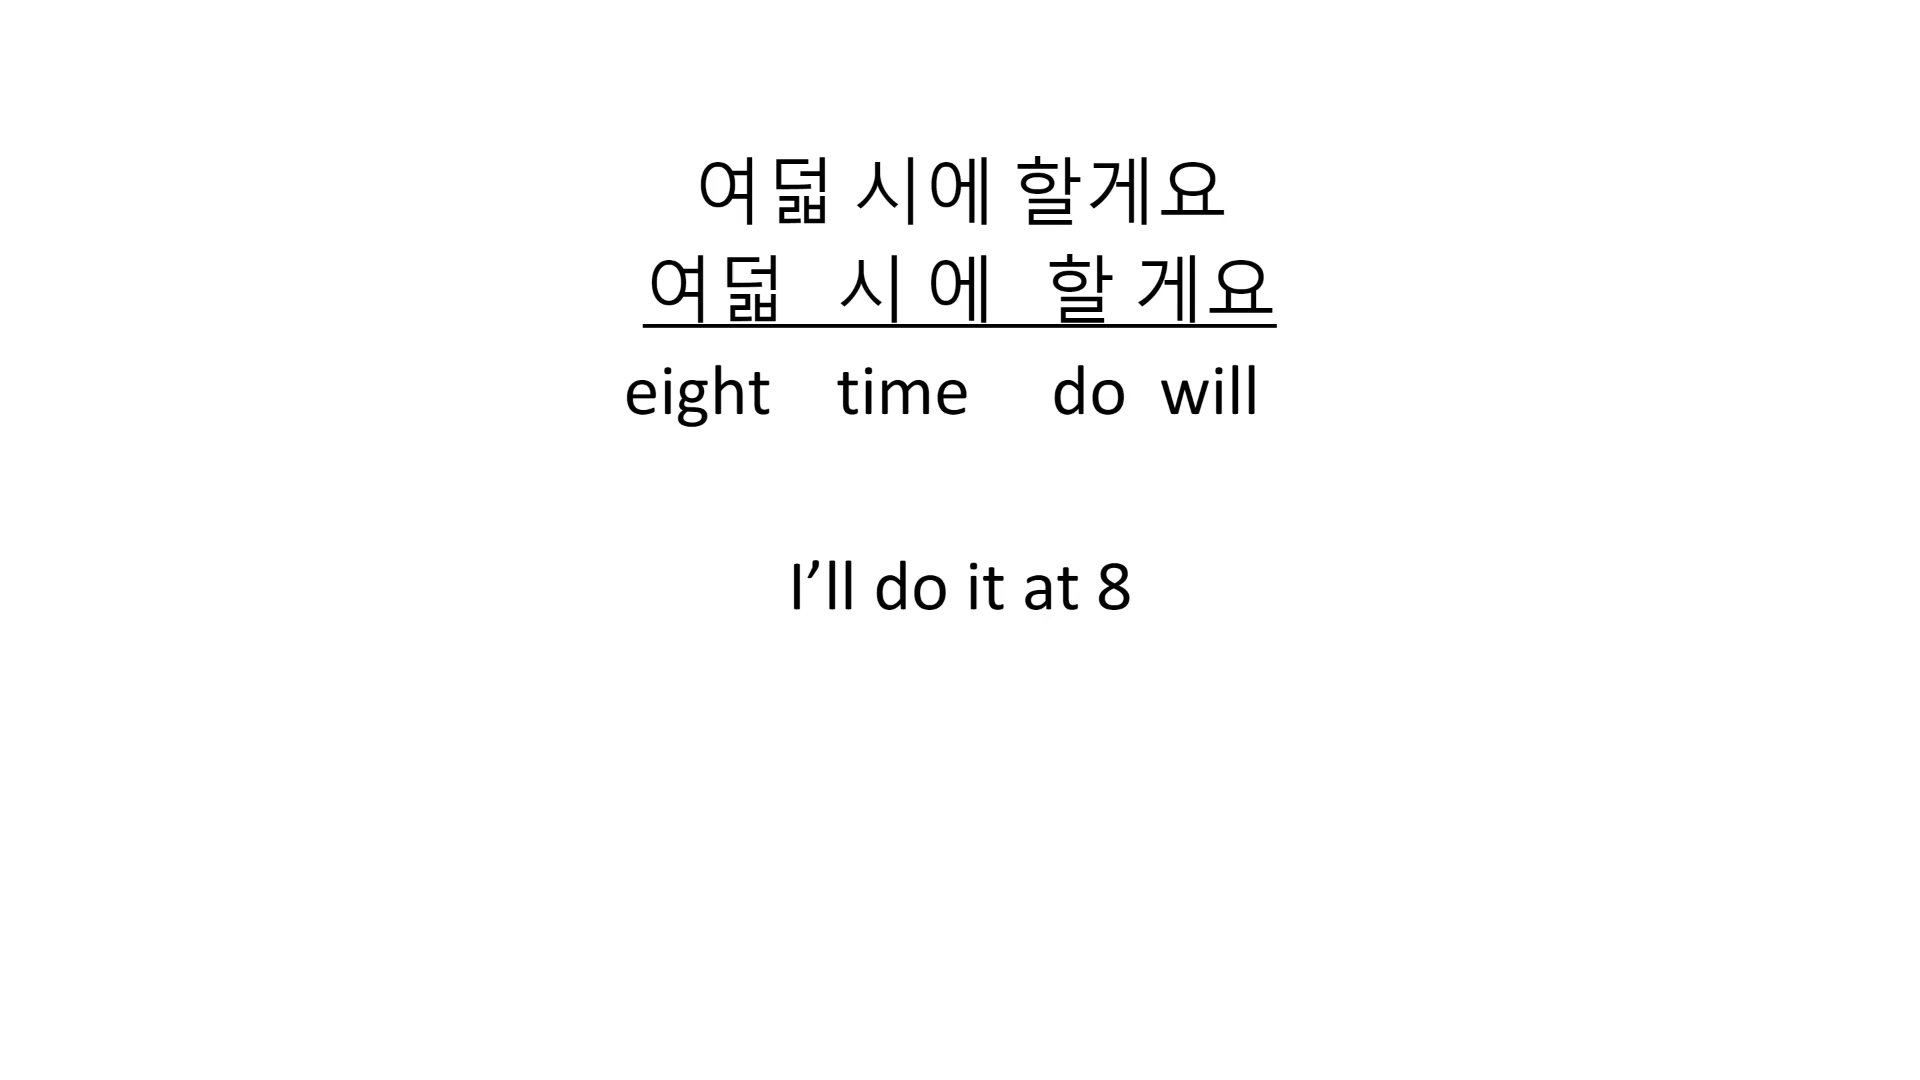 여덟 시에 할게요
여덟 시 에 할 게요
eight time do will
I’ll do it at 8